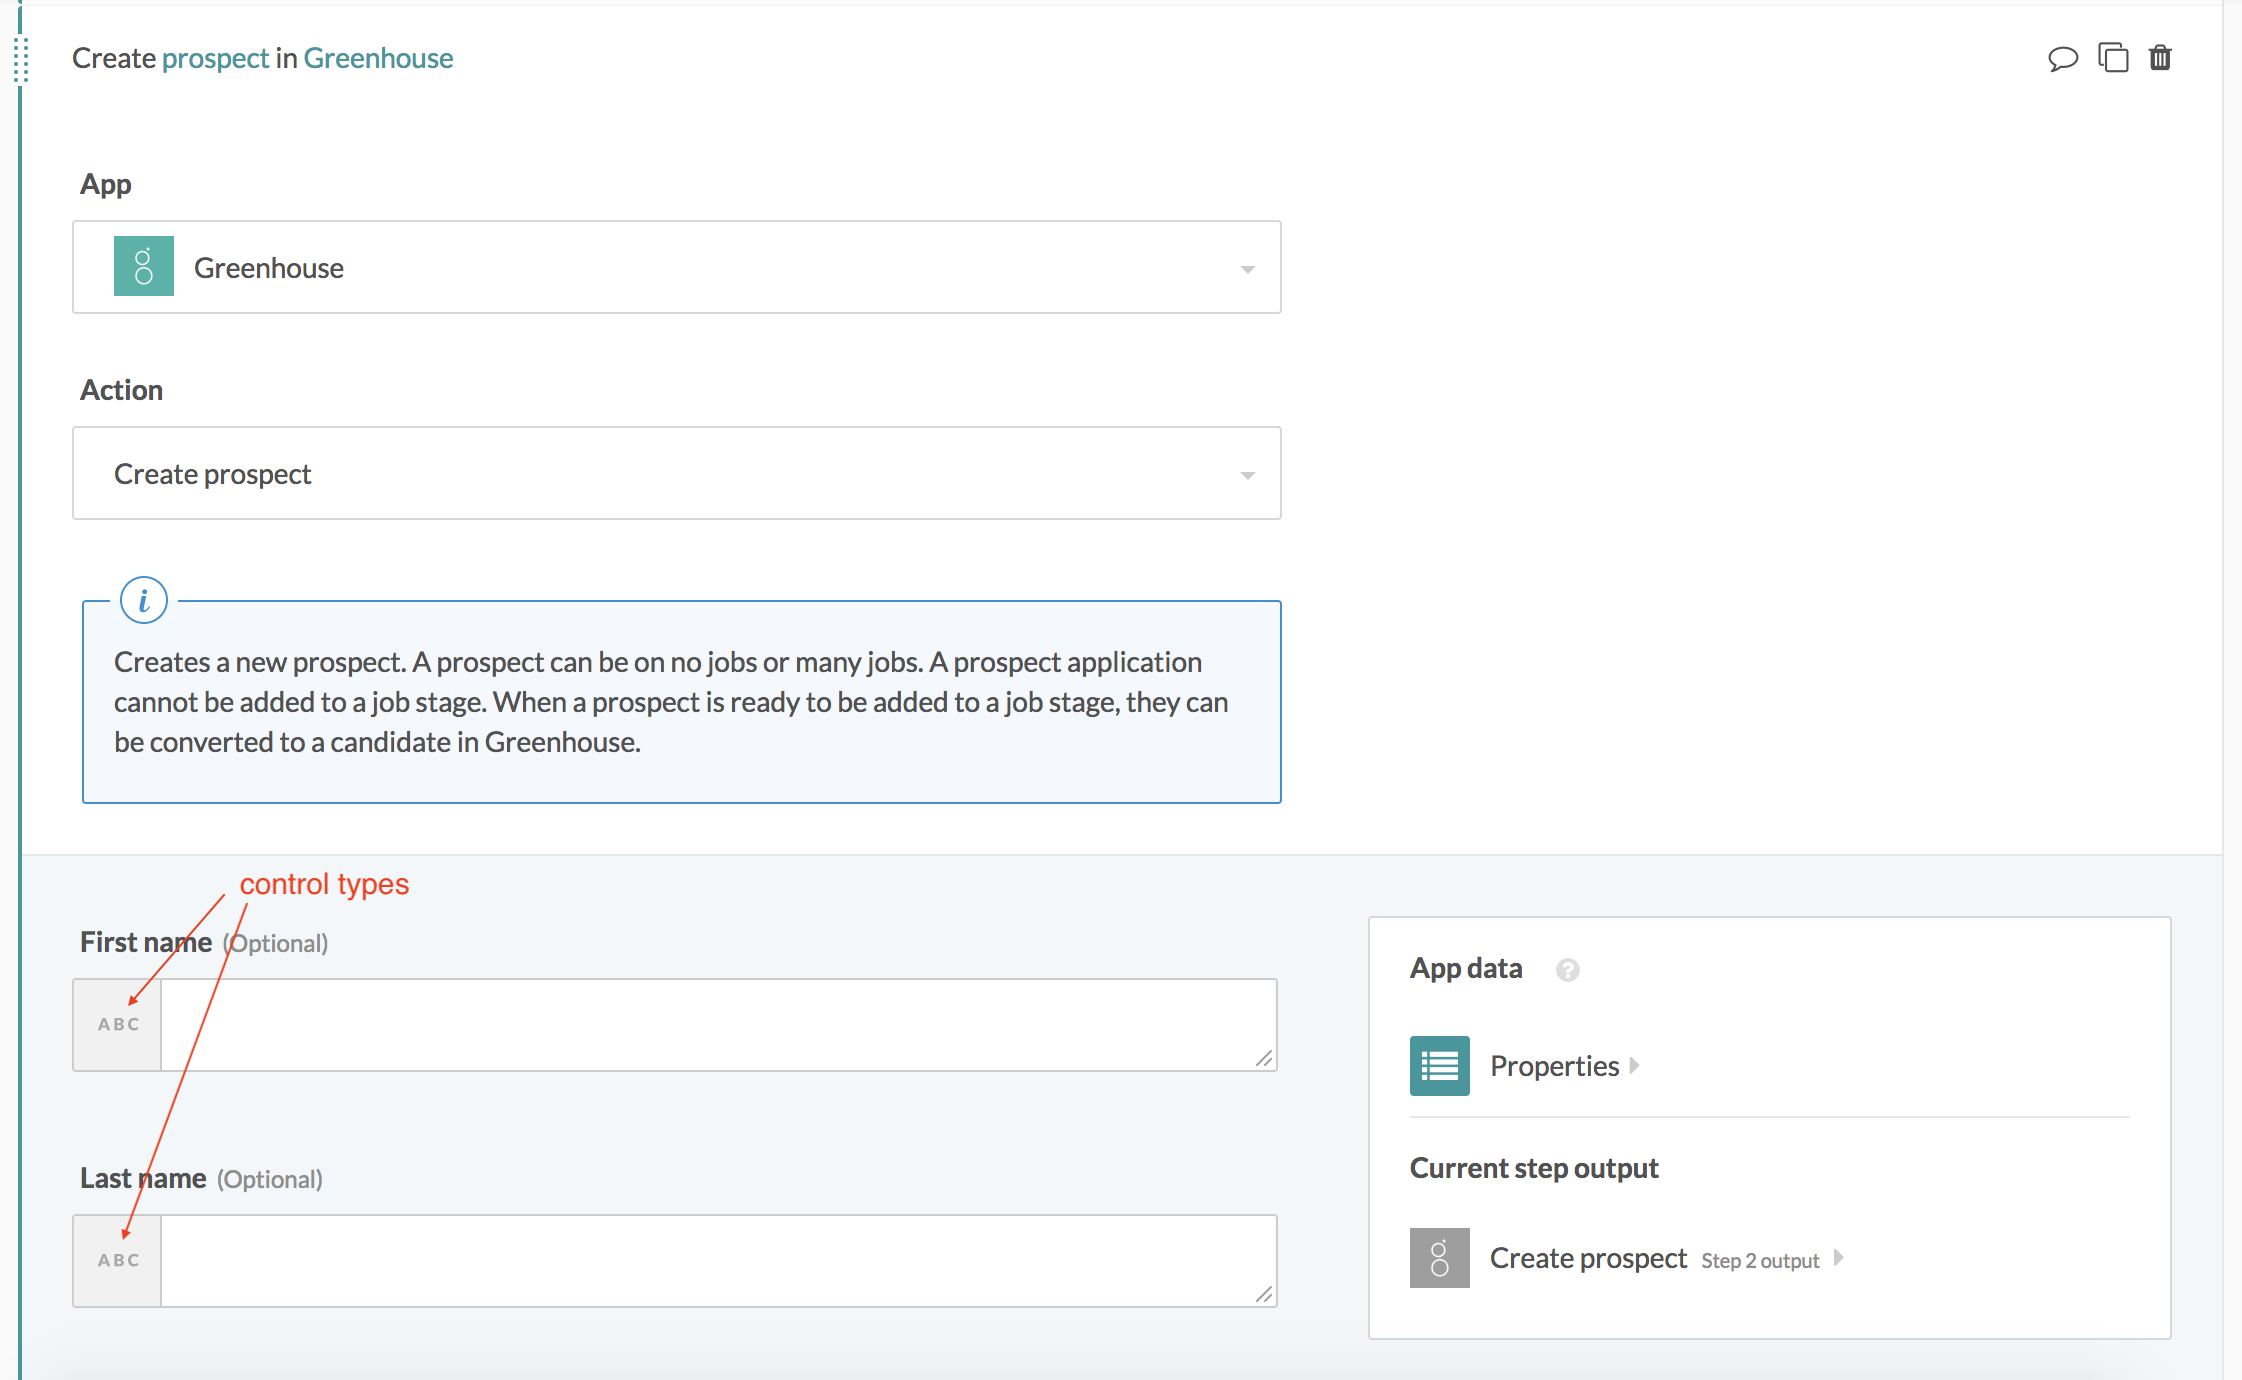 Create prospect in Greenhouse
App
Greenhouse
Action
Create prospect
i
Creates a new prospect. A prospect can be on no jobs or many jobs. A prospect application
cannot be added to a job stage. When a prospect is ready to be added to a job stage, they can
be converted to a candidate in Greenhouse.
control types
First name (Optional)
ABC
Last name (Optional)
ABC
App data ?
Properties
Current step output
g Create prospect Step 2 output